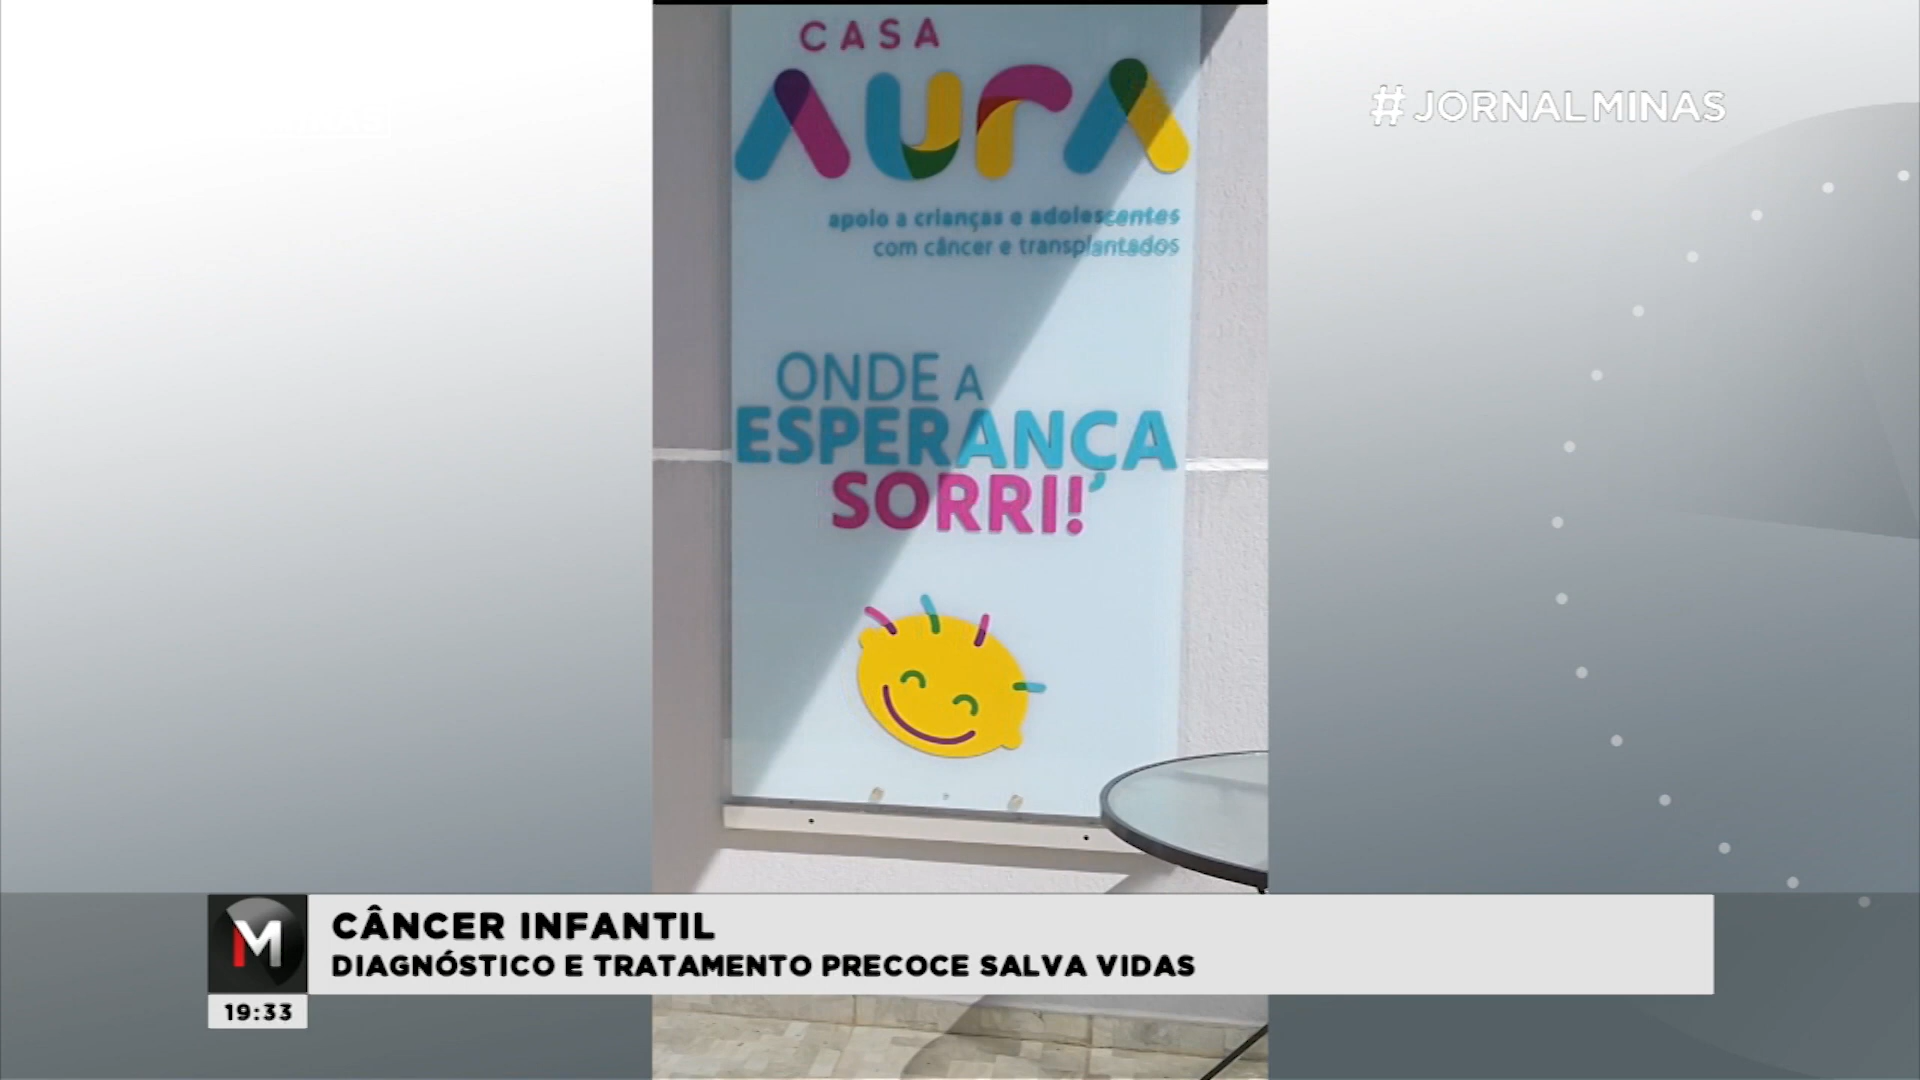 CASA
AURA
apoio a crianças e adolescentes
com câncer e transplantados
ONDE A
ESPERANÇA
SORRI!
#JORNALMINAS
M
CÂNCER INFANTIL
DIAGNÓSTICO E TRATAMENTO PRECOCE SALVA VIDAS
19:33